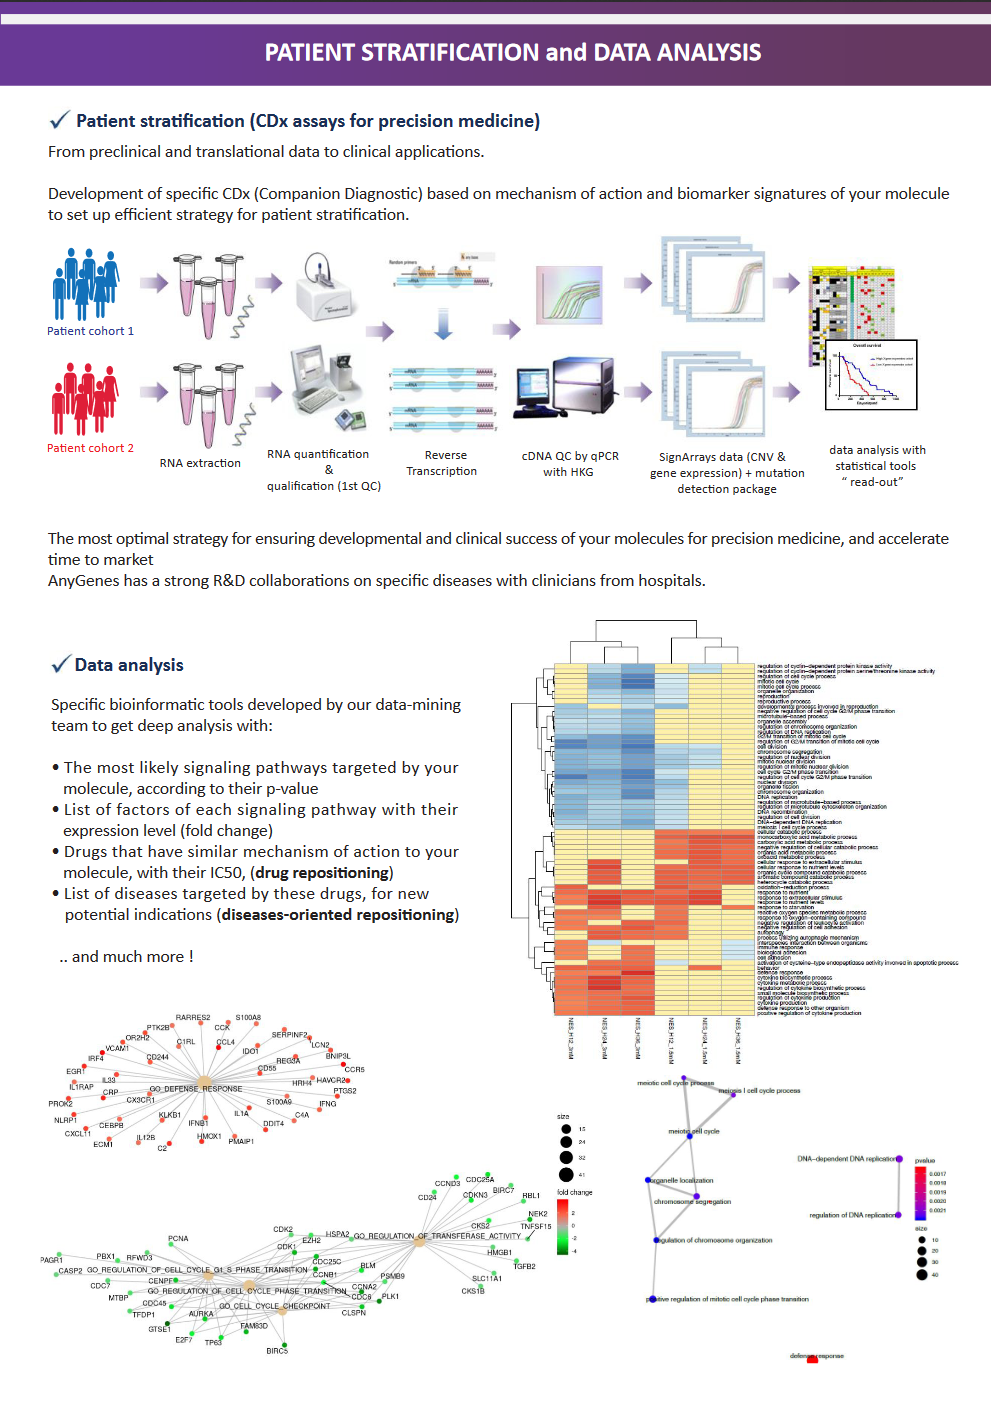 PATIENT STRATIFICATION and DATA ANALYSIS
Patient stratification (CDx assays for precision medicine)
From preclinical and translational data to clinical applications.
Development of specific CDx (Companion Diagnostic) based on mechanism of action and biomarker signatures of your molecule
to set up efficient strategy for patient stratification.
Patient cohort 1
Patient cohort 2
RNA extraction
RNA quantification
&
qualification (1st QC)
Random primers
mRNA
AAAAAA
Reverse
Transcription
cDNA QC by qPCR
with HKG
SignArrays data (CNV &
gene expression) + mutation
detection package
Overall survival
data analysis with
statistical tools
“ read-out”
The most optimal strategy for ensuring developmental and clinical success of your molecules for precision medicine, and accelerate
time to market
AnyGenes has a strong R&D collaborations on specific diseases with clinicians from hospitals.
Data analysis
Specific bioinformatic tools developed by our data-mining
team to get deep analysis with:
• The most likely signaling pathways targeted by your
molecule, according to their p-value
• List of factors of each signaling pathway with their
expression level (fold change)
• Drugs that have similar mechanism of action to your
molecule, with their IC50, (drug repositioning)
• List of diseases targeted by these drugs, for new
potential indications (diseases-oriented repositioning)
.. and much more !
regulation of cyclin-dependent protein kinase activity
regulation of cyclin-dependent protein serine/threonine kinase activity
regulation of cell cycle process
mitotic cell cycle
mitotic cell cycle process
organelle organization
reproduction
reproductive process
developmental process involved in reproduction
negative regulation of cell cycle G2/M phase transition
microtubule-based process
organelle assembly
regulation of chromosome organization
regulation of DNA replication
G2/M transition of mitotic cell cycle
regulation of G2/M transition of mitotic cell cycle
cell division
chromosome segregation
regulation of nuclear division
mitotic nuclear division
regulation of mitotic nuclear division
cell cycle G2/M phase transition
regulation of cell cycle G2/M phase transition
nuclear division
organelle fission
chromosome organization
DNA replication
regulation of microtubule-based process
regulation of microtubule cytoskeleton organization
DNA recombination
regulation of cell division
DNA-dependent DNA replication
meiosis I cell cycle process
cellular catabolic process
monocarboxylic acid metabolic process
carboxylic acid metabolic process
negative regulation of cellular catabolic process
organic acid metabolic process
oxoacid metabolic process
cellular response to extracellular stimulus
cellular response to nutrient levels
organic cyclic compound catabolic process
aromatic compound catabolic process
heterocycle catabolic process
oxidation-reduction process
response to nutrient
response to extracellular stimulus
response to nutrient levels
response to starvation
reactive oxygen species metabolic process
response to oxygen-containing compound
negative regulation of leukocyte activation
negative regulation of cell adhesion
autophagy
process utilizing autophagic mechanism
interspecies interaction between organisms
immune response
biological adhesion
cell adhesion
activation of cysteine-type endopeptidase activity involved in apoptotic process
behavior
defense response
cytokine biosynthetic process
cytokine metabolic process
regulation of cytokine biosynthetic process
small molecule biosynthetic process
regulation of cytokine production
cytokine production
defense response to other organism
positive regulation of cytokine production
NES_H12_3mM
NES_H24_3mM
NES_H36_3mM
NES_H12_1.5mM
NES_H24_1.5mM
NES_H36_1.5mM
RARRES2
S100A8
PTK2B
CCK
OR2H2
C1RL
CCL4
SERPINF2
VCAM1
LCN2
IRF4
CD244
IDO1
BNIP3L
REG3A
EGR1
CD55
CCR5
IL33
IL1RAP
GO_DEFENSE_RESPONSE
HRH4
HAVCR2
CRP
PTGS2
PROK2
CX3CR1
S100A9
IFNG
NLRP1
KLKB1
IL1A
C4A
CEBPB
IFNB1
DDIT4
CXCL11
IL12B
HMOX1
PMAIP1
ECM1
C2
size
15
24
32
41
fold change
2
0
-2
-4
CCND3
CDC25A
CD24
CDKN3
BIRC7
RBL1
NEK2
CKS2
TNFSF15
CDK2
HSPA2
GO_REGULATION_OF_TRANSFERASE_ACTIVITY
EZH2
PCNA
CDK1
HMGB1
PAGR1
PBX1
RFWD3
CDC25C
TGFB2
BLM
CASP2
GO_REGULATION_OF_CELL_CYCLE_G1_S_PHASE_TRANSITION
CCNB1
PSMB9
SLC11A1
CDC7
CENPF
CCNA2
CKS1B
MTBP
GO_REGULATION_OF_CELL_CYCLE_PHASE_TRANSITION
CDC6
PLK1
CDC45
GO_CELL_CYCLE_CHECKPOINT
TFDP1
AURKA
CLSPN
GTSE1
FAM83D
E2F7
TP63
BIRC5
meiotic cell cycle process
meiosis I cell cycle process
meiotic cell cycle
organelle localization
chromosome segregation
regulation of chromosome organization
positive regulation of mitotic cell cycle phase transition
DNA-dependent DNA replication
regulation of DNA replication
defense response
pvalue
0.0017
0.0018
0.0019
0.0020
0.0021
size
10
20
30
40